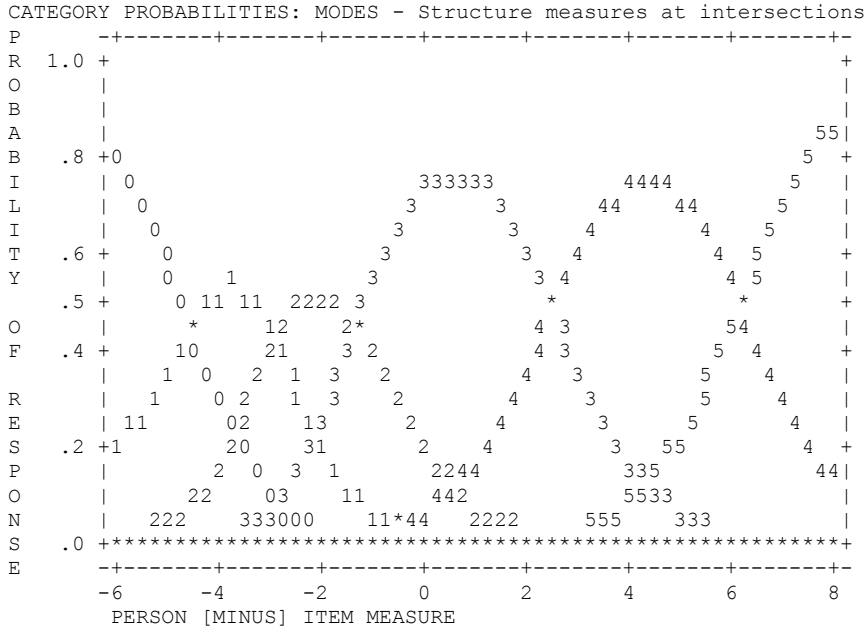 CATEGORY PROBABILITIES: MODES - Structure measures at intersections
P      -+-------+-------+-------+-------+-------+-------+-------+-
R  1.0 +                                                         +
O      |                                                         |
B      |                                                         |
A      |                                                       55|
B   .8 +0                                                     5  +
I      | 0                      333333          4444         5   |
L      |  0                    3      3       44    44      5    |
I      |   0                  3        3     4        4    5     |
T   .6 +    0                3          3   4          4  5      +
Y      |    0    1          3            3 4            4 5      |
    .5 +     0 11 11  2222 3              *              *       +
O      |      *     12    2*             4 3            54       |
F   .4 +     10     21    3 2            4 3           5  4      +
       |    1  0   2  1  3   2          4   3         5    4     |
R      |   1    0 2   1  3    2        4     3        5     4    |
E      | 11      02     13     2      4       3      5       4   |
S   .2 +1        20     31      2    4         3   55         4  +
P      |        2  0  3  1       2244           335            44|
O      |      22    03    11     442            5533             |
N      |   222    333000    11*44   2222     555    333          |
S   .0 +*********************************************************+
E      -+-------+-------+-------+-------+-------+-------+-------+-
       -6      -4      -2       0       2       4       6       8
        PERSON [MINUS] ITEM MEASURE